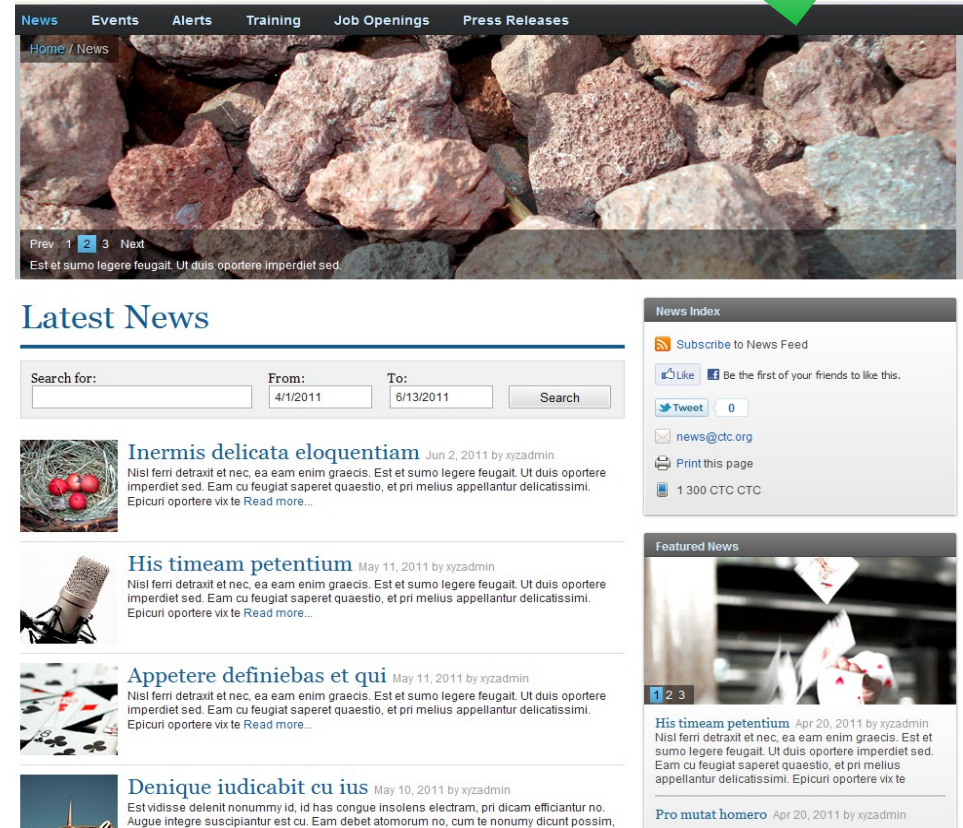 News Events Alerts Training Job Openings Press Releases
Home / News
Prev 1 2 3 Next
Est et sumo legere feugait. Ut duis oportere imperdiet sed.
Latest News
Search for: From: To:
4/1/2011 6/13/2011 Search
Inermis delicata eloquentiam Jun 2, 2011 by xyzadmin
Nisl ferri detraxit et nec, ea eam enim graecis. Est et sumo legere feugait. Ut duis oportere
imperdiet sed. Eam cu feugiat saperet quaestio, et pri melius appellantur delicatissimi.
Epicuri oportere vix te Read more...
His timeam petentium May 11, 2011 by xyzadmin
Nisl ferri detraxit et nec, ea eam enim graecis. Est et sumo legere feugait. Ut duis oportere
imperdiet sed. Eam cu feugiat saperet quaestio, et pri melius appellantur delicatissimi.
Epicuri oportere vix te Read more...
Appetere definiebas et qui May 11, 2011 by xyzadmin
Nisl ferri detraxit et nec, ea eam enim graecis. Est et sumo legere feugait. Ut duis oportere
imperdiet sed. Eam cu feugiat saperet quaestio, et pri melius appellantur delicatissimi.
Epicuri oportere vix te Read more...
Denique iudicabit cu ius May 10, 2011 by xyzadmin
Est vidisse delenit nonummy id, id has congue insolens electram, pri dicam efficiantur no.
Augue integre suscipiantur est cu. Eam debet atomorum no, cum te nonumy dicunt possim,
News Index
Subscribe to News Feed
Like Be the first of your friends to like this.
Tweet 0
news@ctc.org
Print this page
1 300 CTC CTC
Featured News
1 2 3
His timeam petentium Apr 20, 2011 by xyzadmin
Nisl ferri detraxit et nec, ea eam enim graecis. Est et
sumo legere feugait. Ut duis oportere imperdiet sed.
Eam cu feugiat saperet quaestio, et pri melius
appellantur delicatissimi. Epicuri oportere vix te
Pro mutat homero Apr 20, 2011 by xyzadmin